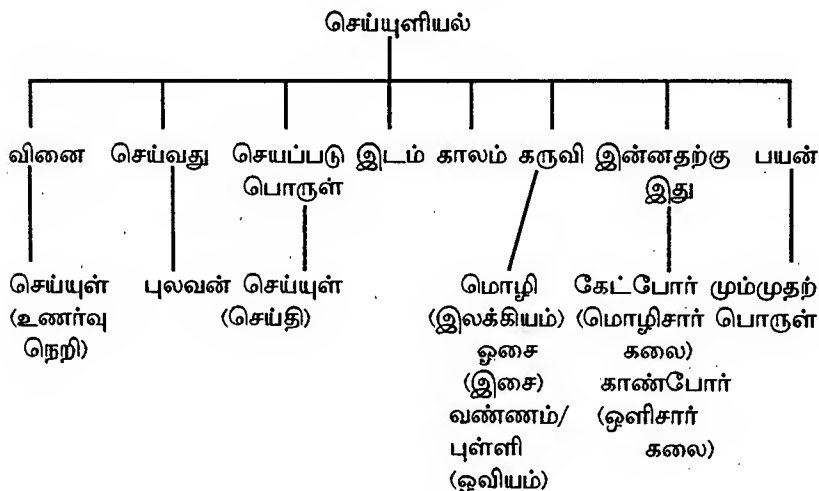 செய்யுளியல்
வினை செய்வது செயப்படு இடம் காலம் கருவி இன்னதற்கு பயன்
பொருள் இது
செய்யுள் புலவன் செய்யுள் மொழி கேட்போர் மும்முதற்
(உணர்வு (செய்தி) (இலக்கியம்) (மொழிசார் பொருள்
நெறி) ஓசை கலை)
(இசை) காண்போர்
வண்ணம்/ (ஒளிசார்
புள்ளி கலை)
(ஓவியம்)